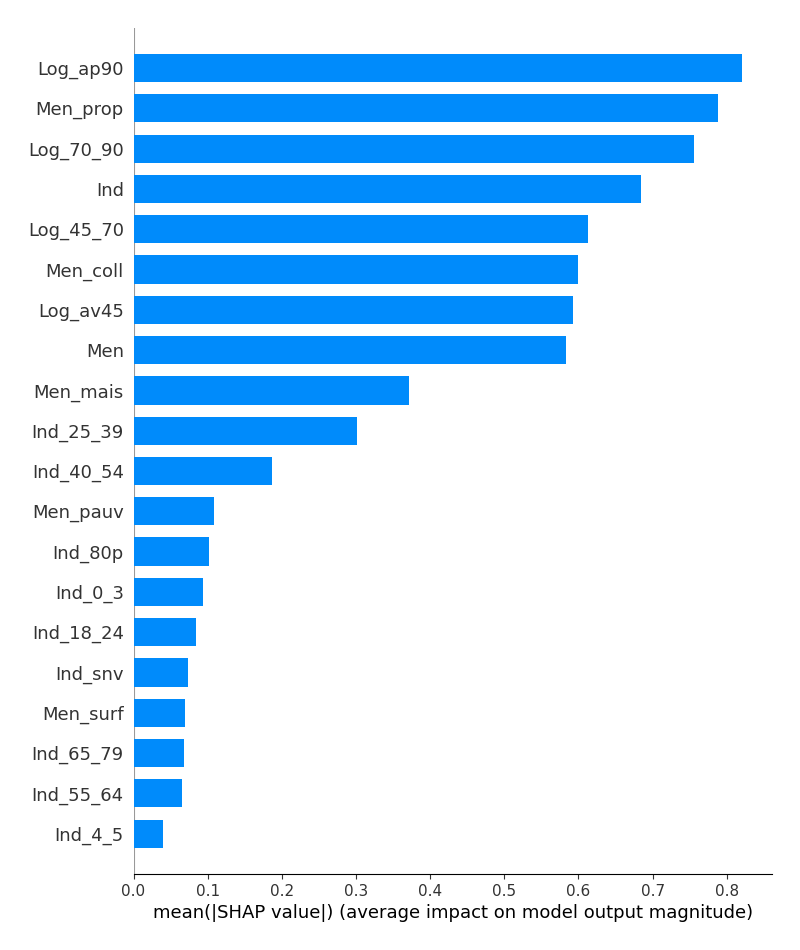 Log_ap90
Men_prop
Log_70_90
Ind
Log_45_70
Men_coll
Log_av45
Men
Men_mais
Ind_25_39
Ind_40_54
Men_pauv
Ind_80p
Ind_0_3
Ind_18_24
Ind_snv
Men_surf
Ind_65_79
Ind_55_64
Ind_4_5
0.0 0.1 0.2 0.3 0.4 0.5 0.6 0.7 0.8
mean(|SHAP value|) (average impact on model output magnitude)